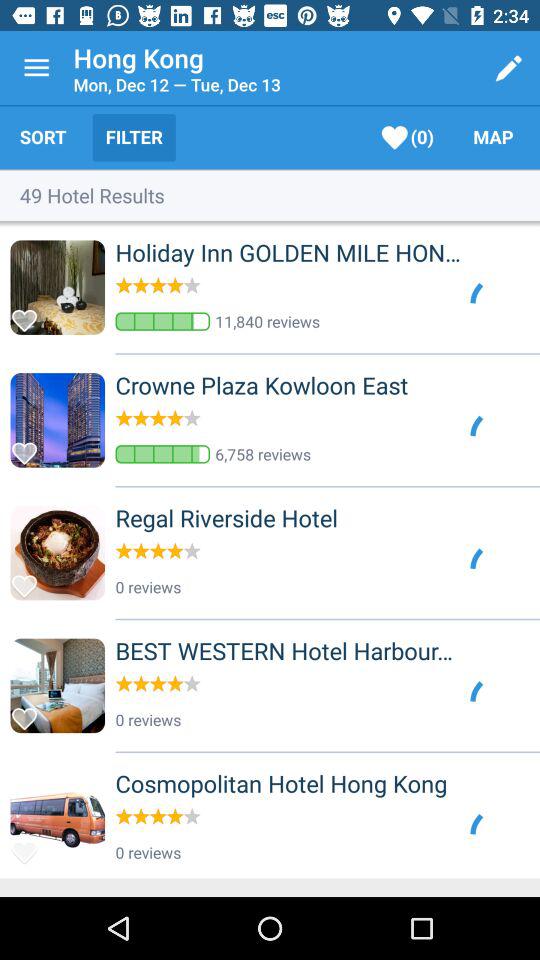 esc 2:34
Hong Kong
Mon, Dec 12 — Tue, Dec 13
SORT FILTER (0) MAP
49 Hotel Results
Holiday Inn GOLDEN MILE HON...
11,840 reviews
Crowne Plaza Kowloon East
6,758 reviews
Regal Riverside Hotel
0 reviews
BEST WESTERN Hotel Harbour...
0 reviews
Cosmopolitan Hotel Hong Kong
0 reviews